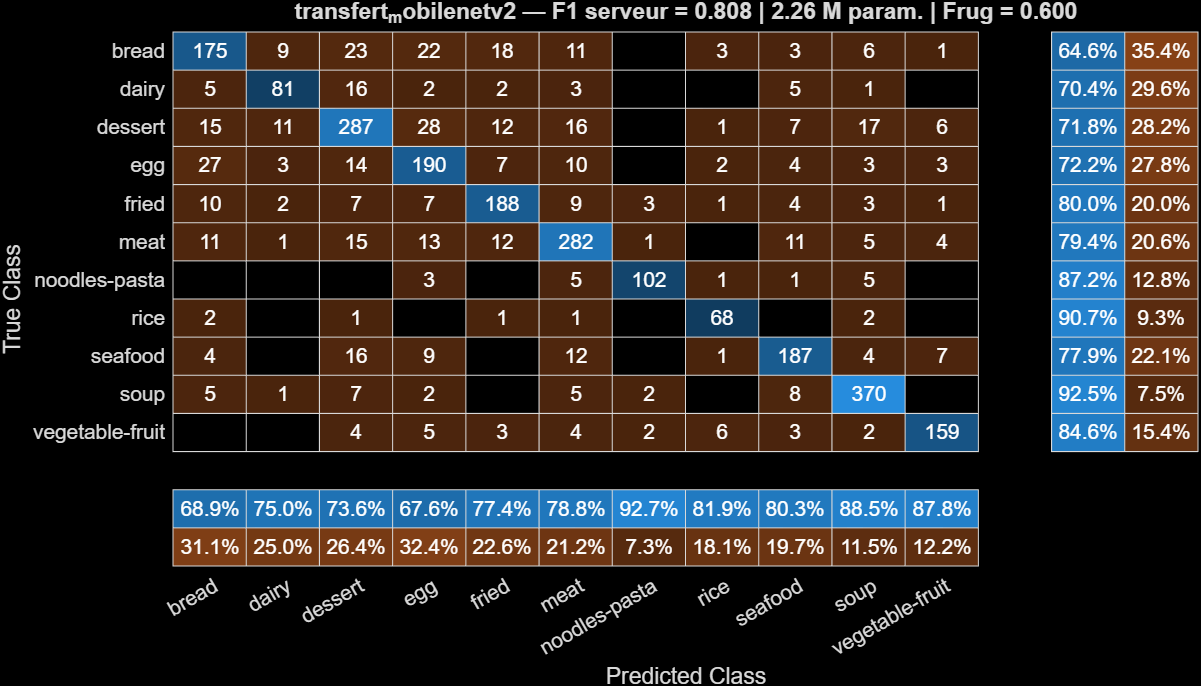 transfert_mobilenetv2 — F1 serveur = 0.808 | 2.26 M param. | Frug = 0.600
True Class
bread 175 9 23 22 18 11 3 3 6 1 64.6% 35.4%
dairy 5 81 16 2 2 3 5 1 70.4% 29.6%
dessert 15 11 287 28 12 16 1 7 17 6 71.8% 28.2%
egg 27 3 14 190 7 10 2 4 3 3 72.2% 27.8%
fried 10 2 7 7 188 9 3 1 4 3 1 80.0% 20.0%
meat 11 1 15 13 12 282 1 11 5 4 79.4% 20.6%
noodles-pasta 3 5 102 1 1 5 87.2% 12.8%
rice 2 1 1 1 68 2 90.7% 9.3%
seafood 4 16 9 12 1 187 4 7 77.9% 22.1%
soup 5 1 7 2 5 2 8 370 92.5% 7.5%
vegetable-fruit 4 5 3 4 2 6 3 2 159 84.6% 15.4%
68.9% 75.0% 73.6% 67.6% 77.4% 78.8% 92.7% 81.9% 80.3% 88.5% 87.8%
31.1% 25.0% 26.4% 32.4% 22.6% 21.2% 7.3% 18.1% 19.7% 11.5% 12.2%
bread dairy dessert egg fried meat noodles-pasta rice seafood soup vegetable-fruit
Predicted Class